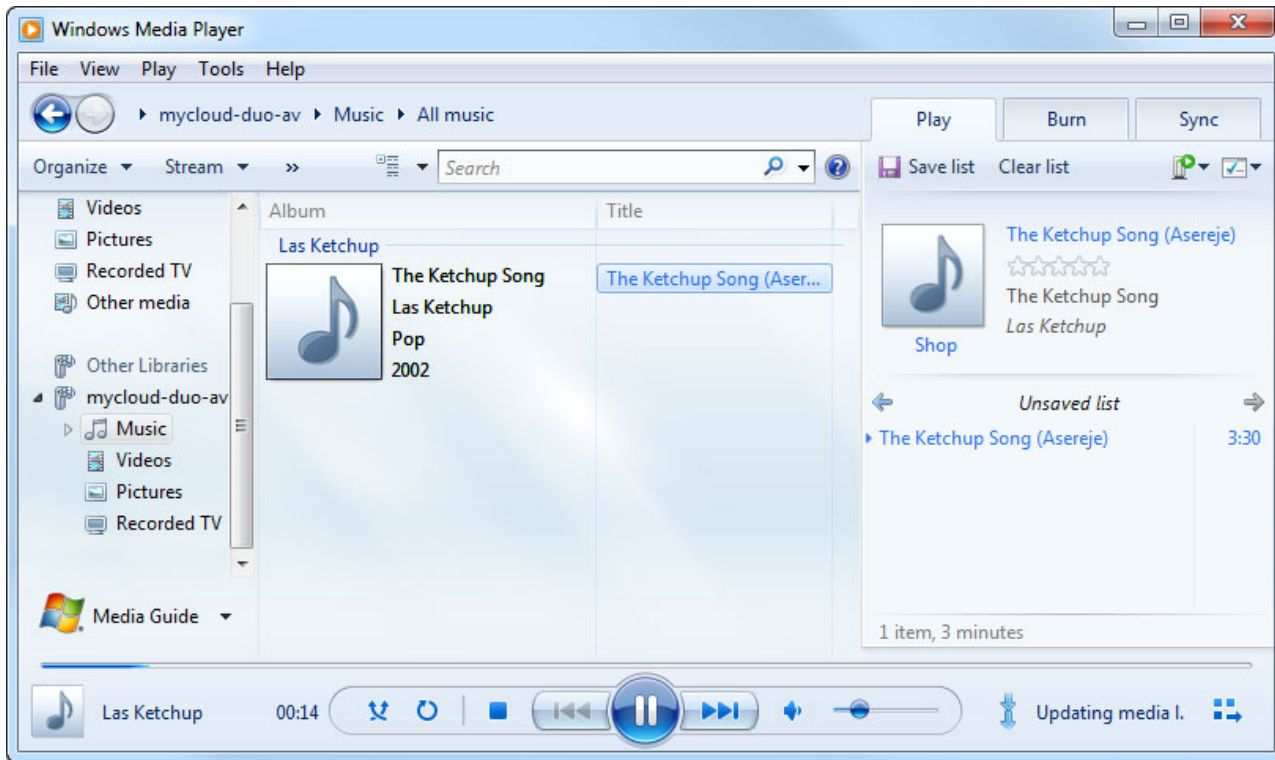 Windows Media Player
File View Play Tools Help
mycloud-duo-av Music All music
Play Burn Sync
Organize Stream » Search
Save list Clear list
Videos
Pictures
Recorded TV
Other media
Other Libraries
mycloud-duo-av
Music
Videos
Pictures
Recorded TV
Media Guide
Album Title
Las Ketchup
The Ketchup Song
Las Ketchup
Pop
2002
The Ketchup Song (Aser...
The Ketchup Song (Asereje)
The Ketchup Song
Las Ketchup
Shop
Unsaved list
The Ketchup Song (Asereje) 3:30
1 item, 3 minutes
Las Ketchup 00:14 Updating media l.